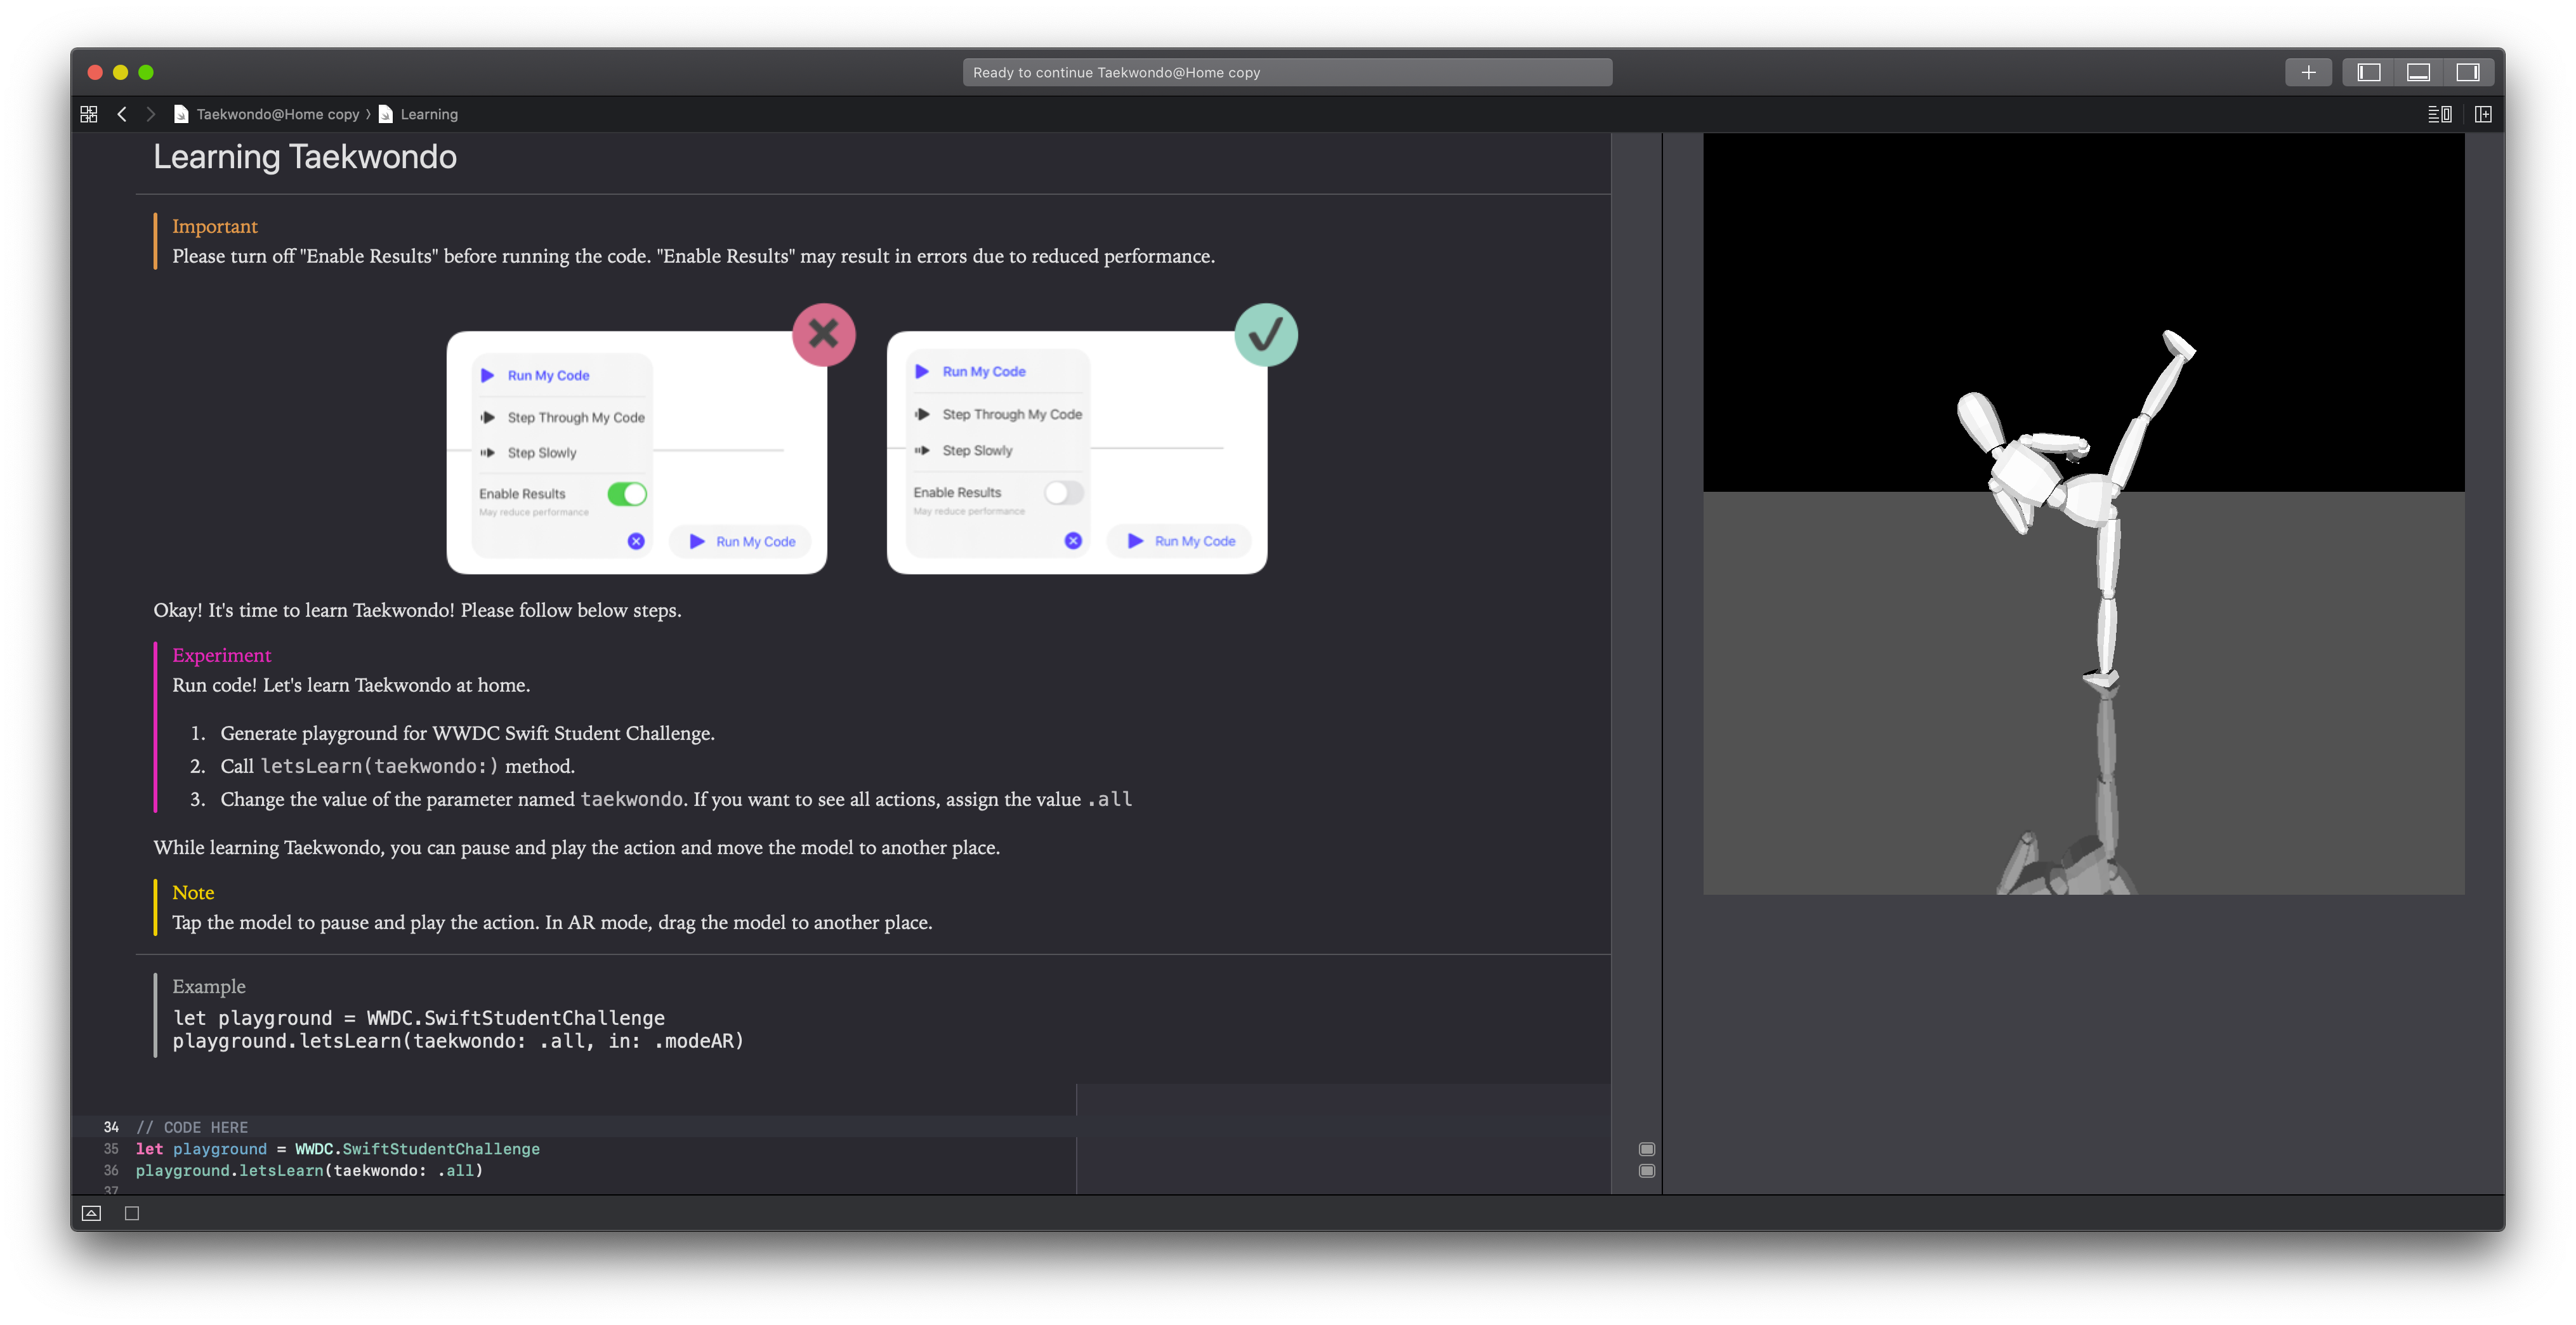 Ready to continue Taekwondo@Home copy
Taekwondo@Home copy 〉 Learning
Learning Taekwondo
Important
Please turn off "Enable Results" before running the code. "Enable Results" may result in errors due to reduced performance.
Run My Code
Step Through My Code
Step Slowly
Enable Results
May reduce performance
Run My Code
Run My Code
Step Through My Code
Step Slowly
Enable Results
May reduce performance
Run My Code
Okay! It's time to learn Taekwondo! Please follow below steps.
Experiment
Run code! Let's learn Taekwondo at home.
1. Generate playground for WWDC Swift Student Challenge.
2. Call letsLearn(taekwondo:) method.
3. Change the value of the parameter named taekwondo. If you want to see all actions, assign the value .all
While learning Taekwondo, you can pause and play the action and move the model to another place.
Note
Tap the model to pause and play the action. In AR mode, drag the model to another place.
Example
let playground = WWDC.SwiftStudentChallenge
playground.letsLearn(taekwondo: .all, in: .modeAR)
34 // CODE HERE
35 let playground = WWDC.SwiftStudentChallenge
36 playground.letsLearn(taekwondo: .all)
37